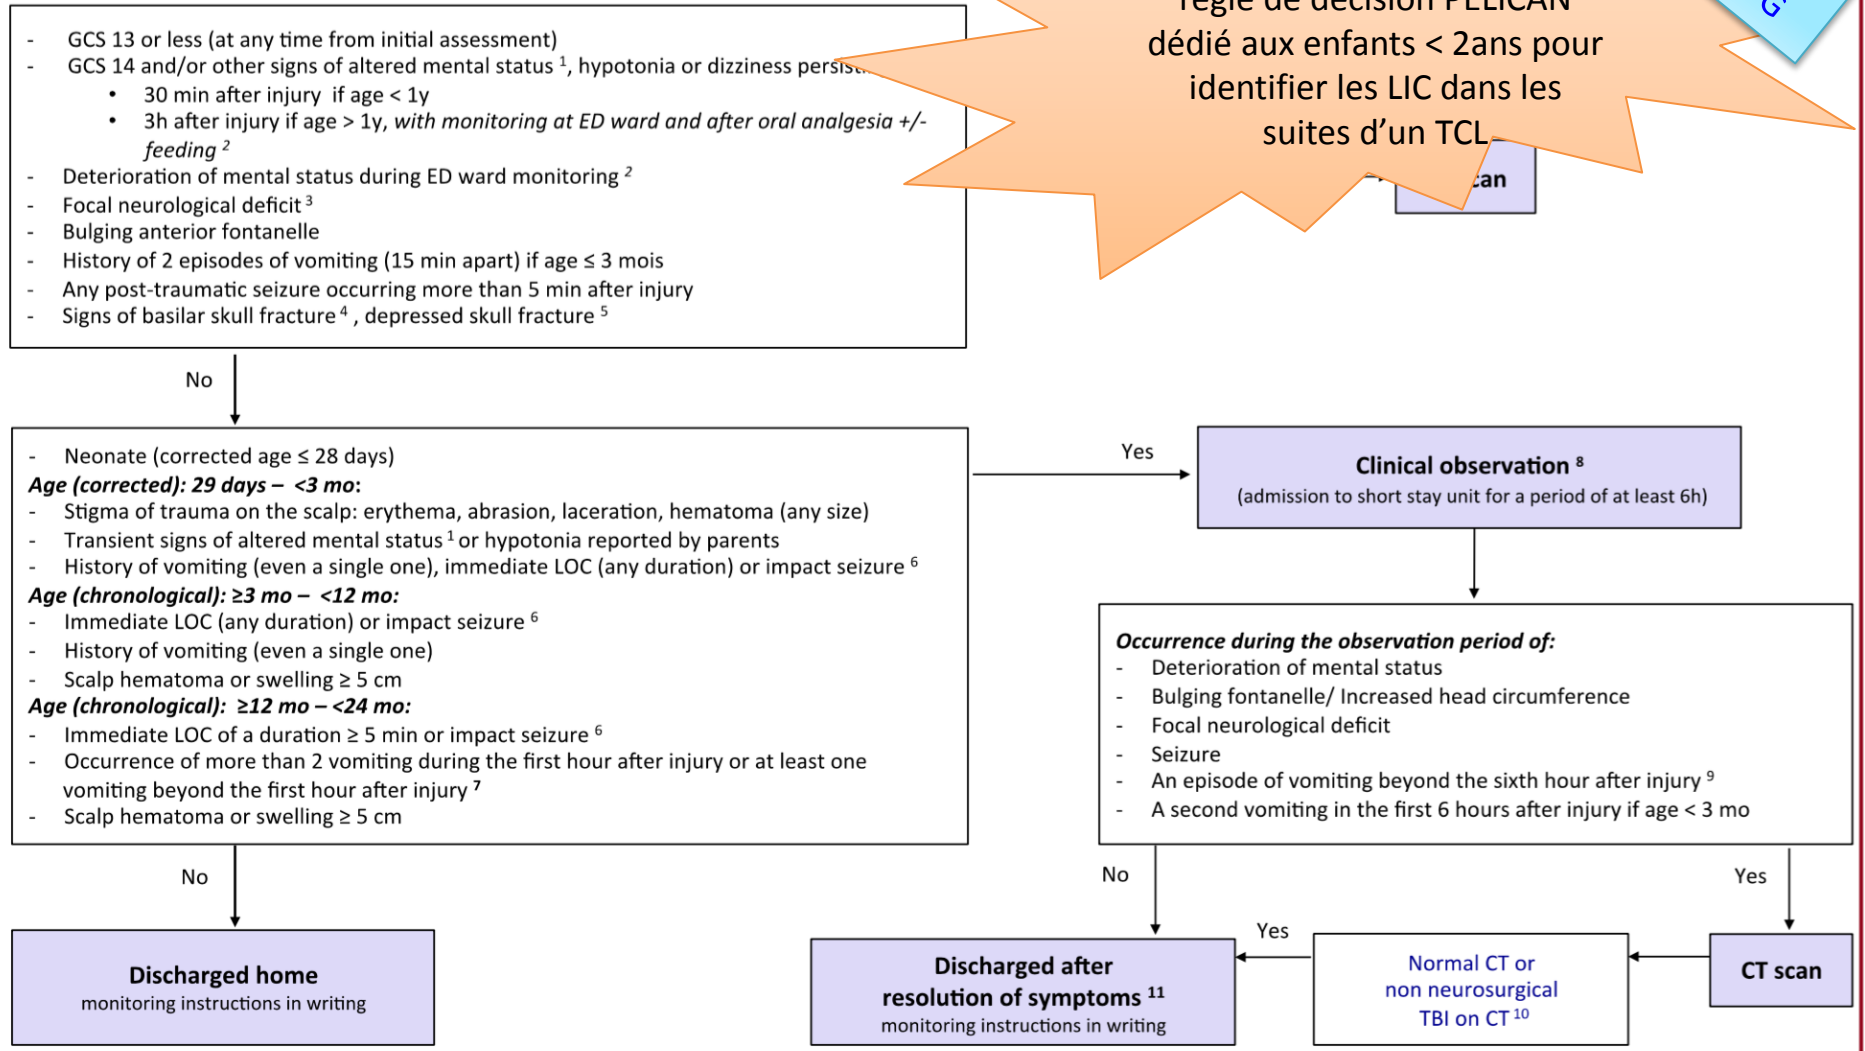 - GCS 13 or less (at any time from initial assessment)
- GCS 14 and/or other signs of altered mental status ¹, hypotonia or dizziness
• 30 min after injury if age < 1y
• 3h after injury if age > 1y, with monitoring at ED ward and after oral analgesia +/-
feeding ²
- Deterioration of mental status during ED ward monitoring ²
- Focal neurological deficit ³
- Bulging anterior fontanelle
- History of 2 episodes of vomiting (15 min apart) if age ≤ 3 mois
- Any post-traumatic seizure occurring more than 5 min after injury
- Signs of basilar skull fracture ⁴ , depressed skull fracture ⁵
règle de décision PELICAN
dédié aux enfants < 2ans pour
identifier les LIC dans les
suites d’un TCL
No
- Neonate (corrected age ≤ 28 days)
Age (corrected): 29 days – <3 mo:
- Stigma of trauma on the scalp: erythema, abrasion, laceration, hematoma (any size)
- Transient signs of altered mental status ¹ or hypotonia reported by parents
- History of vomiting (even a single one), immediate LOC (any duration) or impact seizure ⁶
Age (chronological): ≥3 mo – <12 mo:
- Immediate LOC (any duration) or impact seizure ⁶
- History of vomiting (even a single one)
- Scalp hematoma or swelling ≥ 5 cm
Age (chronological): ≥12 mo – <24 mo:
- Immediate LOC of a duration ≥ 5 min or impact seizure ⁶
- Occurrence of more than 2 vomiting during the first hour after injury or at least one
vomiting beyond the first hour after injury ⁷
- Scalp hematoma or swelling ≥ 5 cm
Yes
Clinical observation ⁸
(admission to short stay unit for a period of at least 6h)
Occurrence during the observation period of:
- Deterioration of mental status
- Bulging fontanelle/ Increased head circumference
- Focal neurological deficit
- Seizure
- An episode of vomiting beyond the sixth hour after injury ⁹
- A second vomiting in the first 6 hours after injury if age < 3 mo
No
No
Yes
Discharged home
monitoring instructions in writing
Discharged after
resolution of symptoms ¹¹
monitoring instructions in writing
Yes
Normal CT or
non neurosurgical
TBI on CT ¹⁰
CT scan